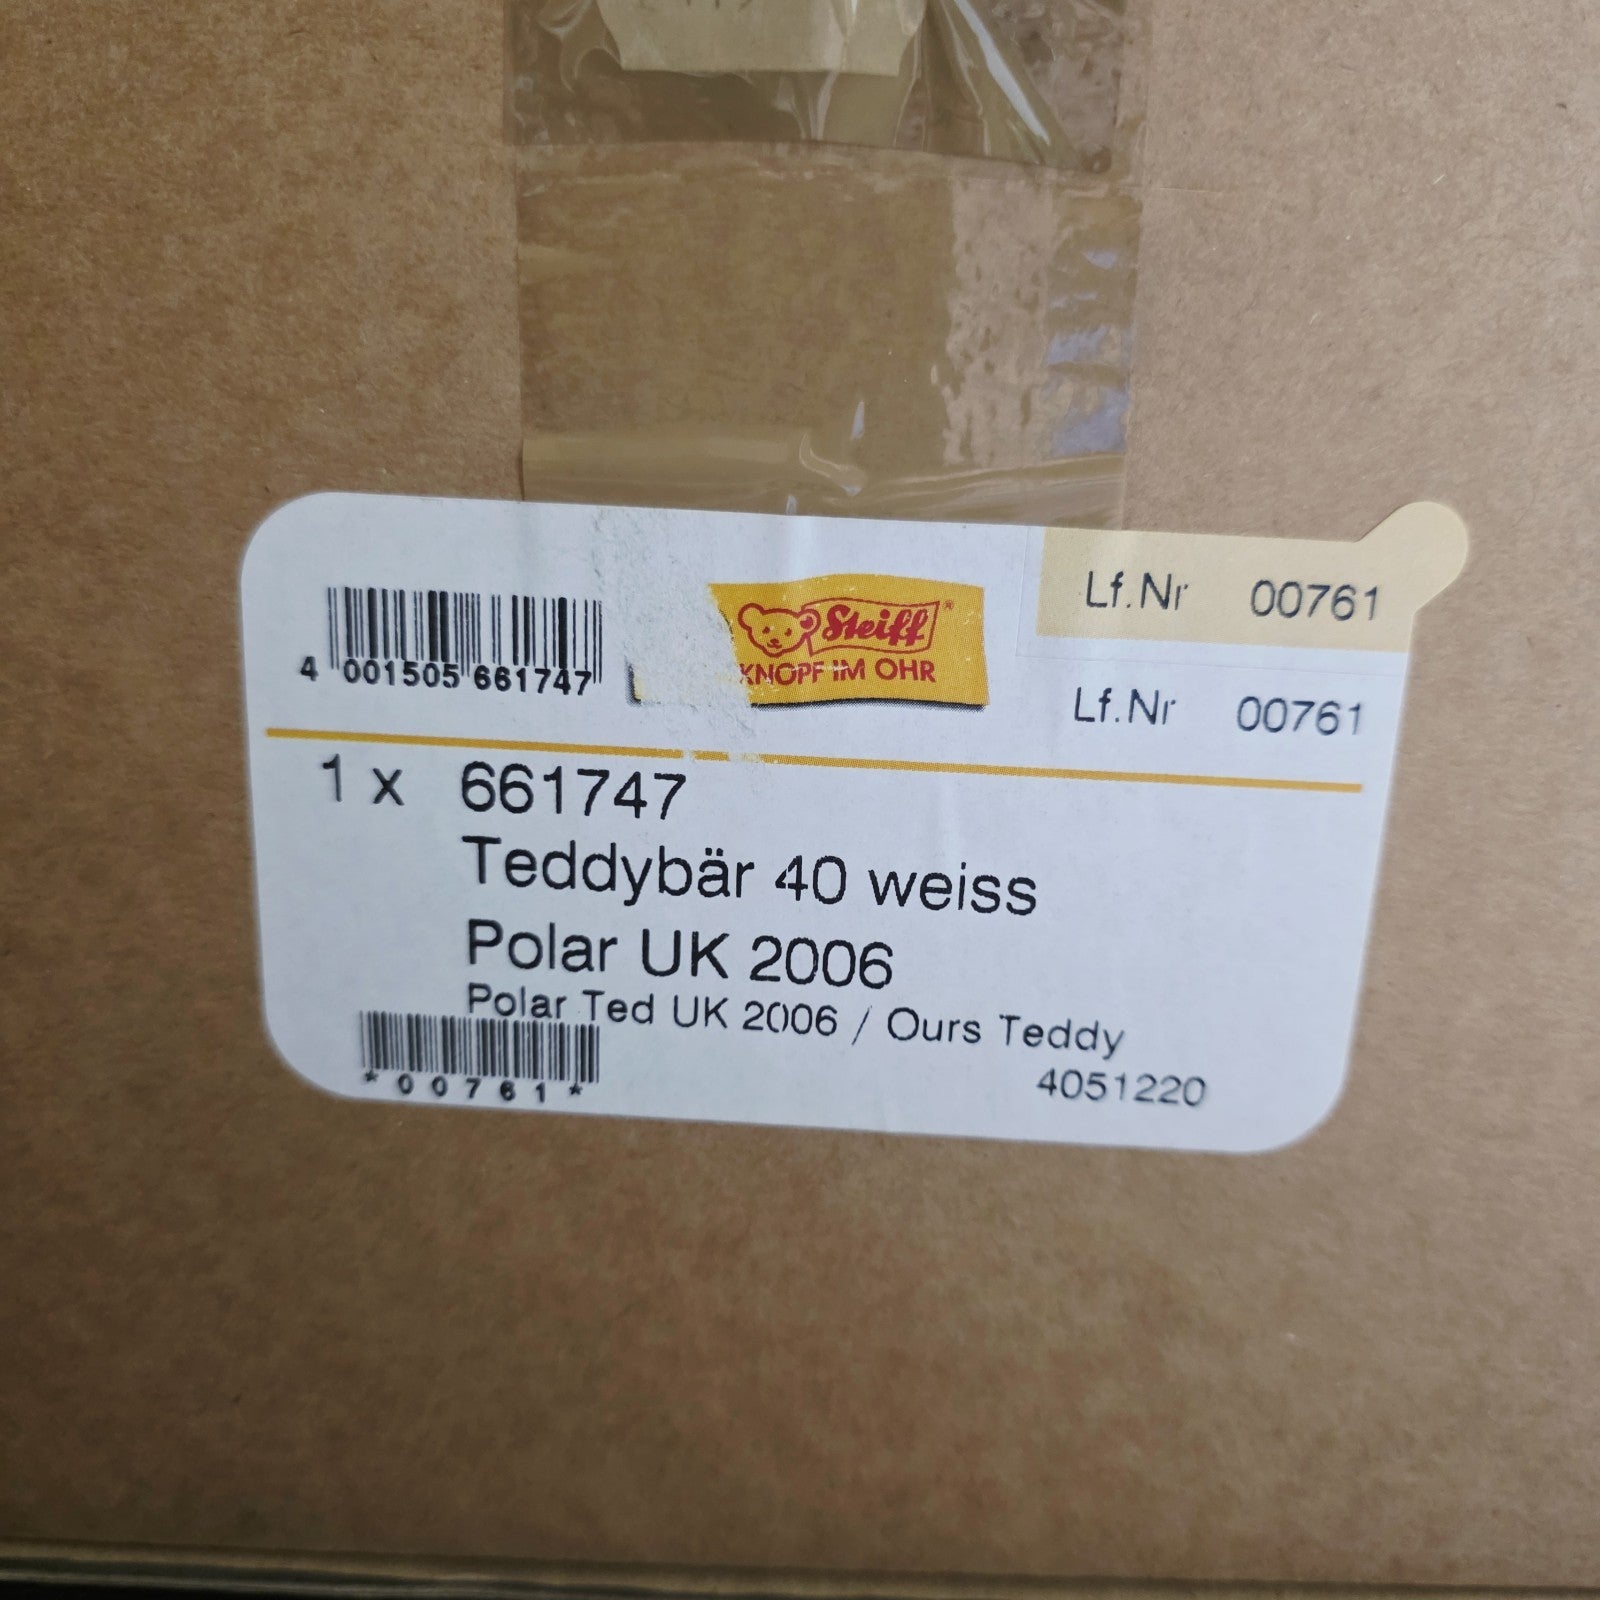 Lf.Nr 00761
4 001505 661747
Steiff
KNOPF IM OHR
Lf.Nr 00761
1 x 661747
Teddybär 40 weiss
Polar UK 2006
Polar Ted UK 2006 / Ours Teddy
*00761*
4051220